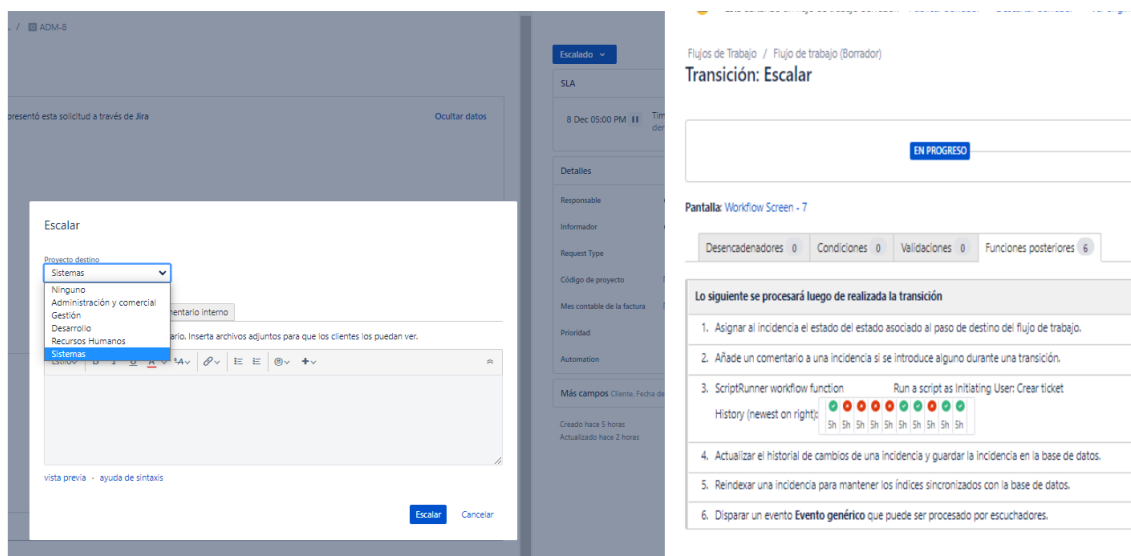 / ADM-6
presentó esta solicitud a través de Jira
Ocultar datos
Escalar
Proyecto destino
Sistemas
Ninguno
Administración y comercial
Gestión
Desarrollo
Recursos Humanos
Sistemas
mentario interno
ario. Inserta archivos adjuntos para que los clientes los puedan ver.
Estilo B I U A ªA
vista previa - ayuda de sintaxis
Escalar Cancelar
Escalado
SLA
8 Dec 05:00 PM
Detalles
Responsable
Informador
Request Type
Código de proyecto
Mes contable de la factura
Prioridad
Automation
Más campos Cliente, Fecha de
Creado hace 5 horas
Actualizado hace 2 horas
Flujos de Trabajo / Flujo de trabajo (Borrador)
Transición: Escalar
EN PROGRESO
Pantalla: Workflow Screen - 7
Desencadenadores 0 Condiciones 0 Validaciones 0 Funciones posteriores 6
Lo siguiente se procesará luego de realizada la transición
1. Asignar al incidencia el estado del estado asociado al paso de destino del flujo de trabajo.
2. Añade un comentario a una incidencia si se introduce alguno durante una transición.
3. ScriptRunner workflow function Run a script as Initiating User: Crear ticket
History (newest on right):
5h 5h 5h 5h 5h 5h 5h 5h 5h 5h
4. Actualizar el historial de cambios de una incidencia y guardar la incidencia en la base de datos.
5. Reindexar una incidencia para mantener los índices sincronizados con la base de datos.
6. Disparar un evento Evento genérico que puede ser procesado por escuchadores.